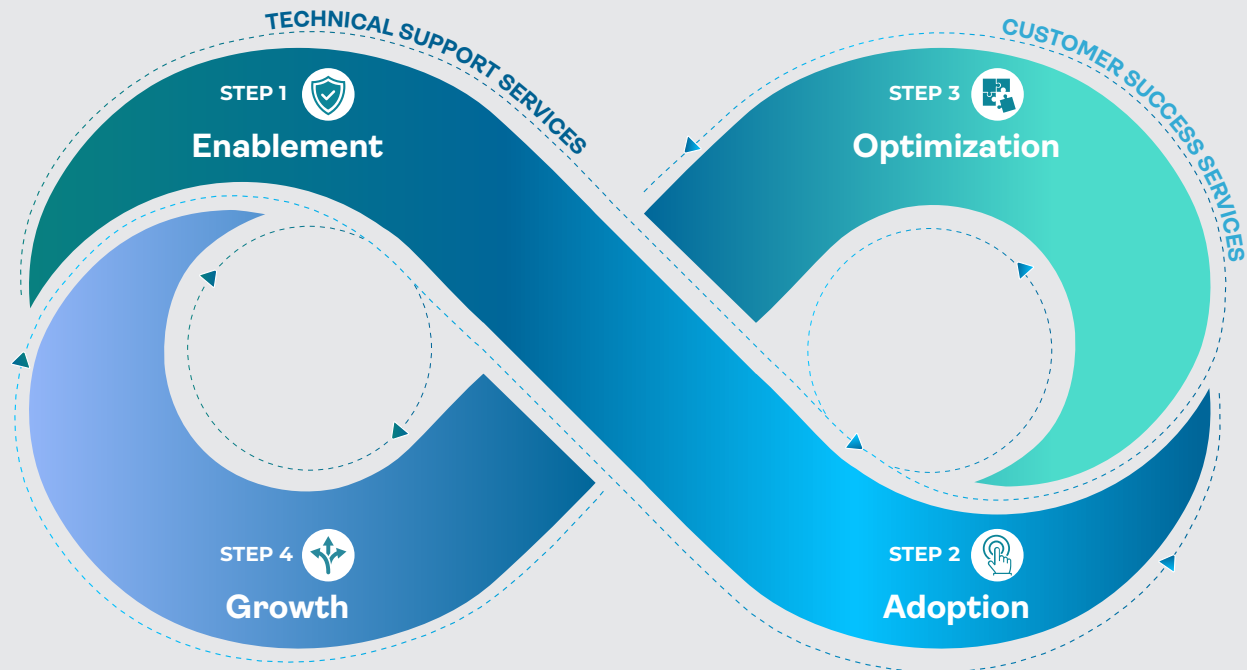 TECHNICAL SUPPORT SERVICES
STEP 1
Enablement
CUSTOMER SUCCESS SERVICES
STEP 3
Optimization
STEP 4
Growth
STEP 2
Adoption